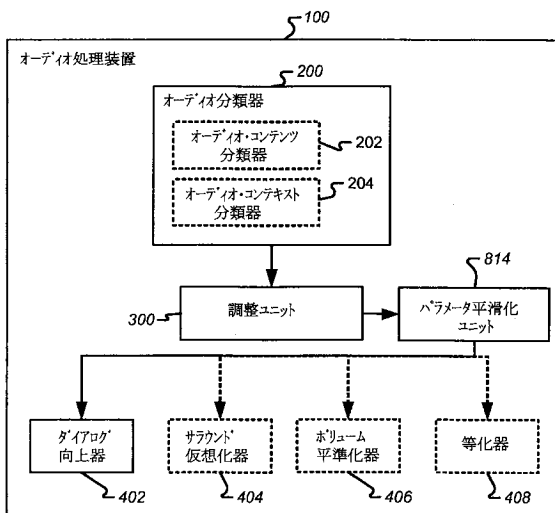 100
オーディオ処理装置
200
オーディオ分類器
オーディオ・コンテンツ
分類器
202
オーディオ・コンテキスト
分類器
204
814
300
調整ユニット
パラメータ平滑化
ユニット
ダイアログ
向上器
サラウンド
仮想化器
ボリューム
平準化器
等化器
402
404
406
408